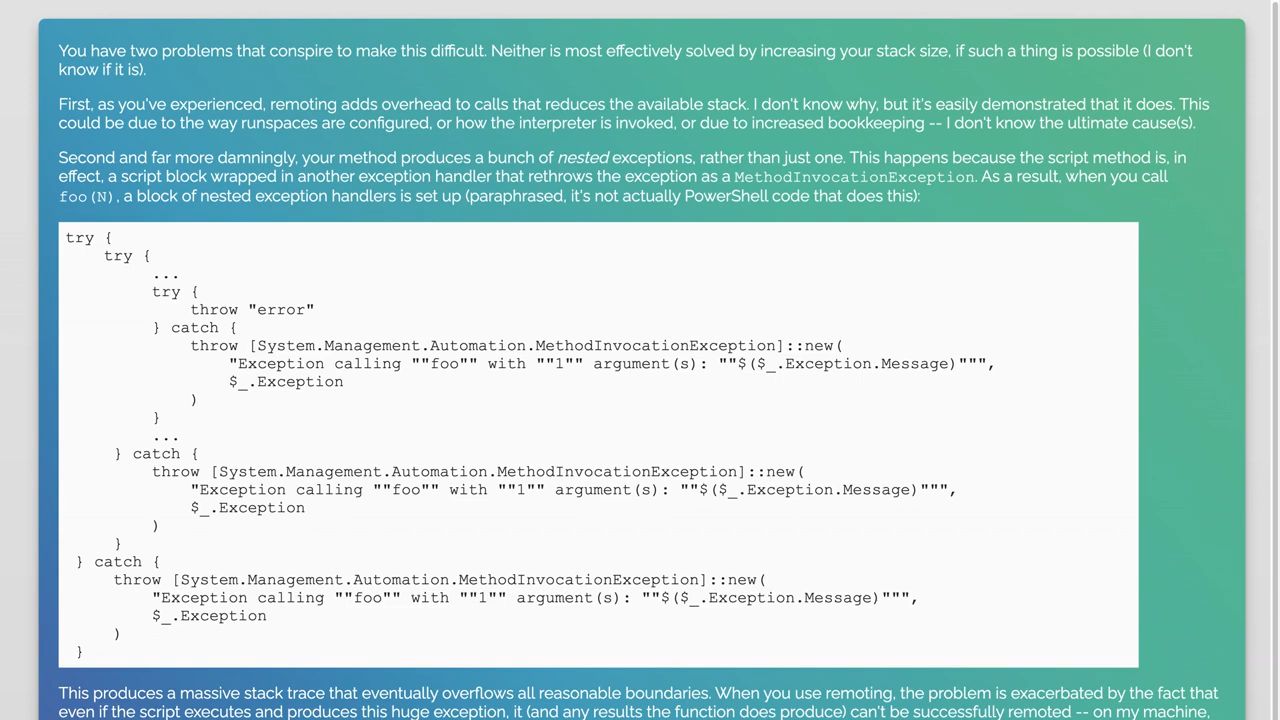 You have two problems that conspire to make this difficult. Neither is most effectively solved by increasing your stack size, if such a thing is possible (I don't
know if it is).
First, as you've experienced, remoting adds overhead to calls that reduces the available stack. I don't know why, but it's easily demonstrated that it does. This
could be due to the way runspaces are configured, or how the interpreter is invoked, or due to increased bookkeeping -- I don't know the ultimate cause(s).
Second and far more damningly, your method produces a bunch of nested exceptions, rather than just one. This happens because the script method is, in
effect, a script block wrapped in another exception handler that rethrows the exception as a MethodInvocationException. As a result, when you call
foo(N), a block of nested exception handlers is set up (paraphrased, it's not actually PowerShell code that does this):
try {
    try {
         ...
         try {
             throw "error"
         } catch {
             throw [System.Management.Automation.MethodInvocationException]::new(
                 "Exception calling ""foo"" with ""1"" argument(s): ""$($_.Exception.Message)""",
                 $_.Exception
             )
         }
         ...
     } catch {
         throw [System.Management.Automation.MethodInvocationException]::new(
             "Exception calling ""foo"" with ""1"" argument(s): ""$($_.Exception.Message)""",
             $_.Exception
         )
     }
 } catch {
     throw [System.Management.Automation.MethodInvocationException]::new(
         "Exception calling ""foo"" with ""1"" argument(s): ""$($_.Exception.Message)""",
         $_.Exception
     )
 }
This produces a massive stack trace that eventually overflows all reasonable boundaries. When you use remoting, the problem is exacerbated by the fact that
even if the script executes and produces this huge exception, it (and any results the function does produce) can't be successfully remoted -- on my machine,